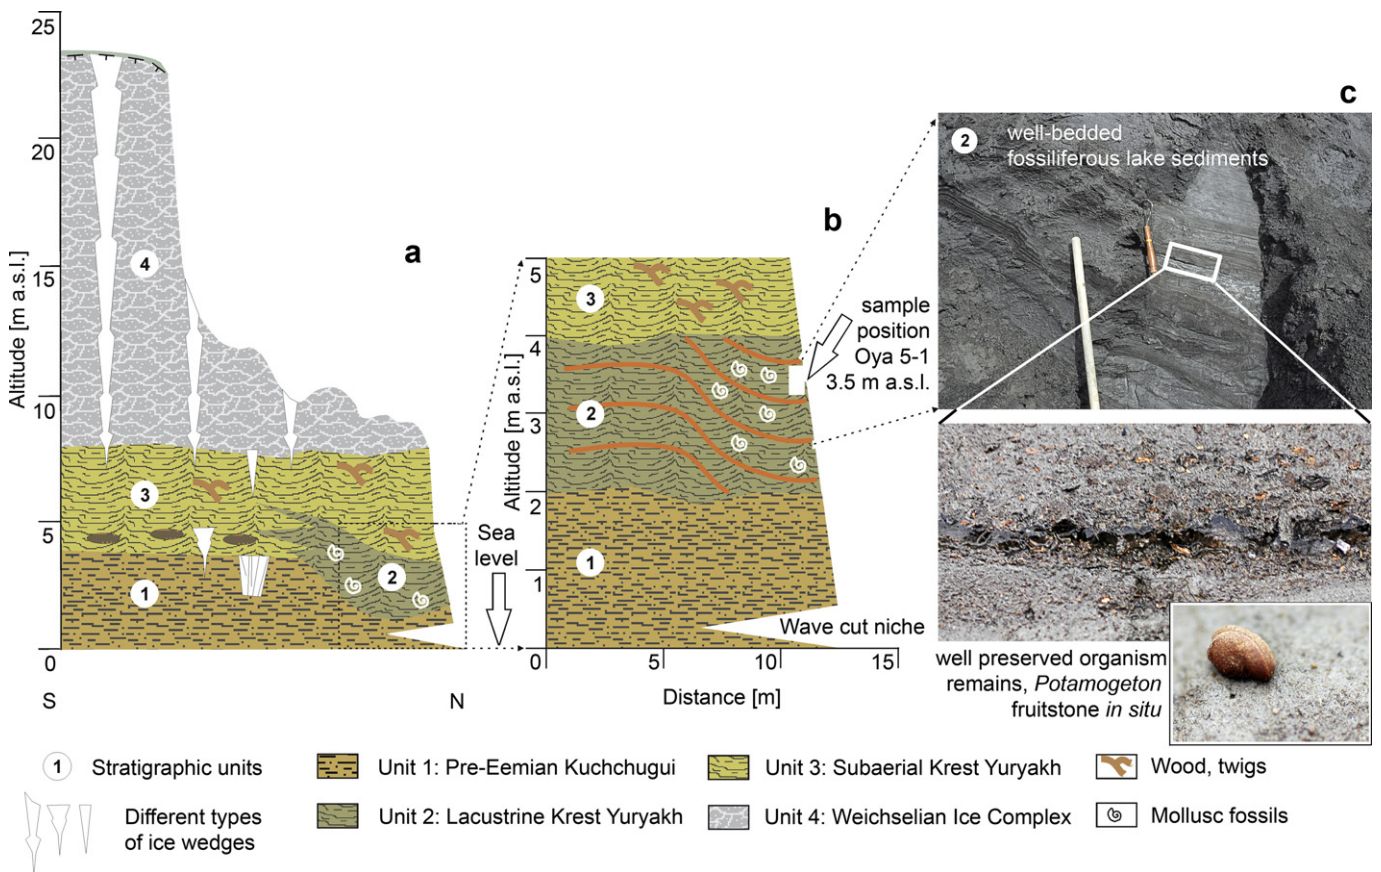 25
20
15
10
5
0
Altitude [m a.s.l.]
S
N
a
4
3
1
2
Sea
level
b
5
4
3
2
1
0
Altitude [m a.s.l.]
3
2
1
sample
position
Oya 5-1
3.5 m a.s.l.
Wave cut niche
5
10
15
Distance [m]
c
2
well-bedded
fossiliferous lake sediments
well preserved organism
remains, Potamogeton
fruitstone in situ
1 Stratigraphic units
Unit 1: Pre-Eemian Kuchchugui
Unit 3: Subaerial Krest Yuryakh
Wood, twigs
Different types
of ice wedges
Unit 2: Lacustrine Krest Yuryakh
Unit 4: Weichselian Ice Complex
Mollusc fossils